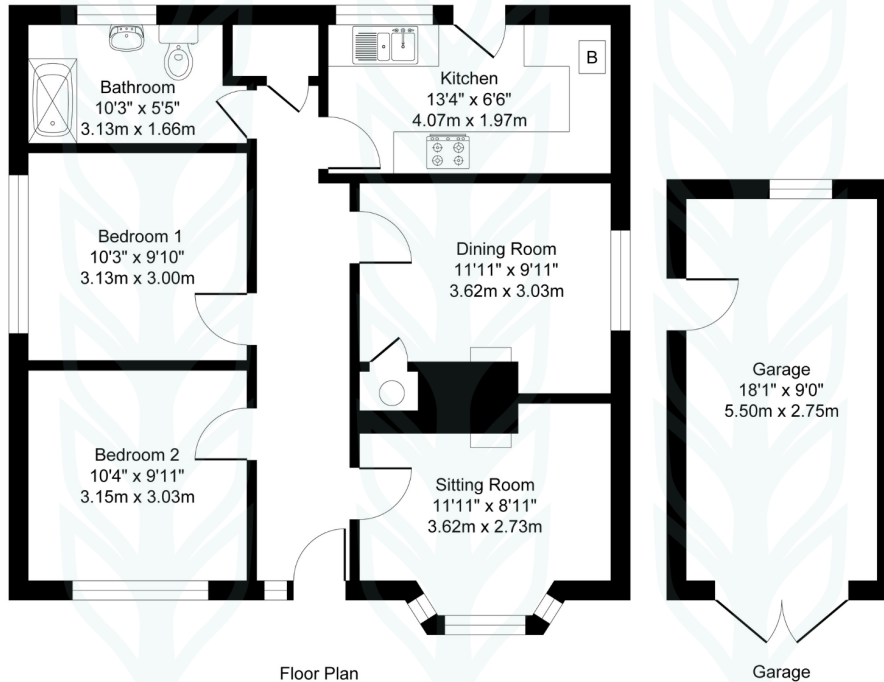 Bathroom
10'3" x 5'5"
3.13m x 1.66m
Kitchen
13'4" x 6'6"
4.07m x 1.97m
B
Bedroom 1
10'3" x 9'10"
3.13m x 3.00m
Dining Room
11'11" x 9'11"
3.62m x 3.03m
Garage
18'1" x 9'0"
5.50m x 2.75m
Bedroom 2
10'4" x 9'11"
3.15m x 3.03m
Sitting Room
11'11" x 8'11"
3.62m x 2.73m
Floor Plan
Garage